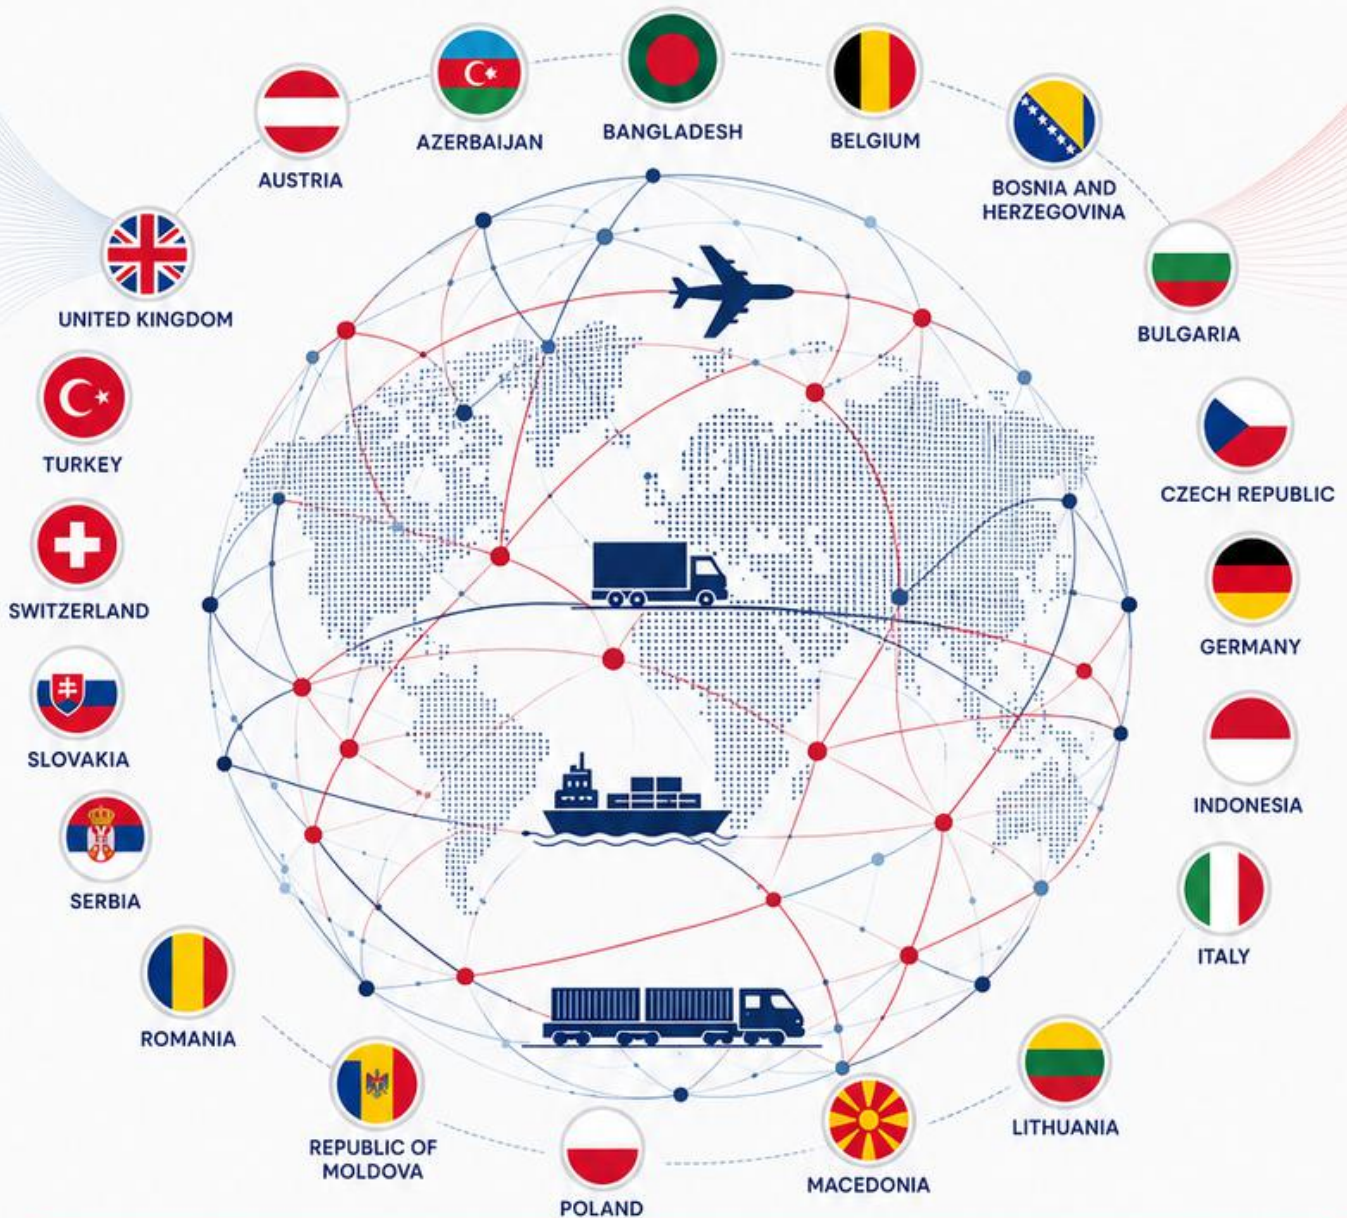 AUSTRIA
AZERBAIJAN
BANGLADESH
BELGIUM
BOSNIA AND
HERZEGOVINA
BULGARIA
CZECH REPUBLIC
GERMANY
INDONESIA
ITALY
LITHUANIA
MACEDONIA
POLAND
REPUBLIC OF
MOLDOVA
ROMANIA
SERBIA
SLOVAKIA
SWITZERLAND
TURKEY
UNITED KINGDOM